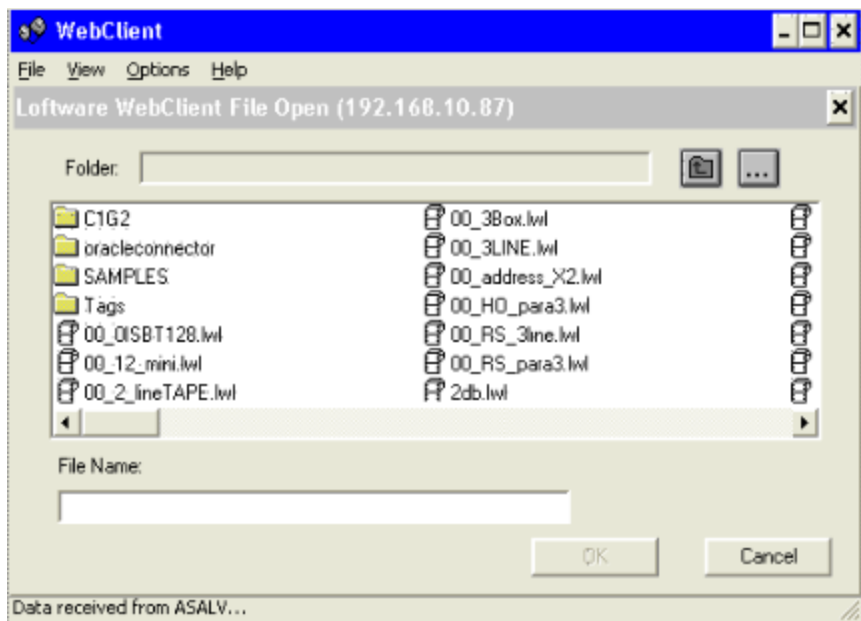 WebClient
File View Options Help
Loftware WebClient File Open (192.168.10.87)
Folder:
...
C1G2
oracleconnector
SAMPLES
Tags
00_0ISBT128.lwl
00_12-mini.lwl
00_2_lineTAPE.lwl
00_3Box.lwl
00_3LINE.lwl
00_address_X2.lwl
00_HO_para3.lwl
00_RS_3line.lwl
00_RS_para3.lwl
2db.lwl
File Name:
OK Cancel
Data received from ASALV...